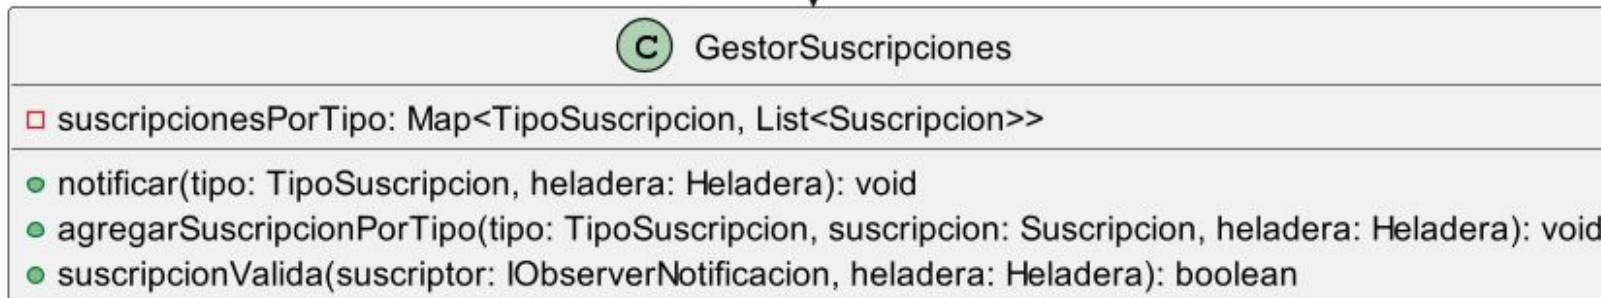 C GestorSuscripciones
suscripcionesPorTipo: Map<TipoSuscripcion, List<Suscripcion>>
notificar(tipo: TipoSuscripcion, heladera: Heladera): void
agregarSuscripcionPorTipo(tipo: TipoSuscripcion, suscripcion: Suscripcion, heladera: Heladera): void
suscripcionValida(suscriptor: IObserverNotificacion, heladera: Heladera): boolean